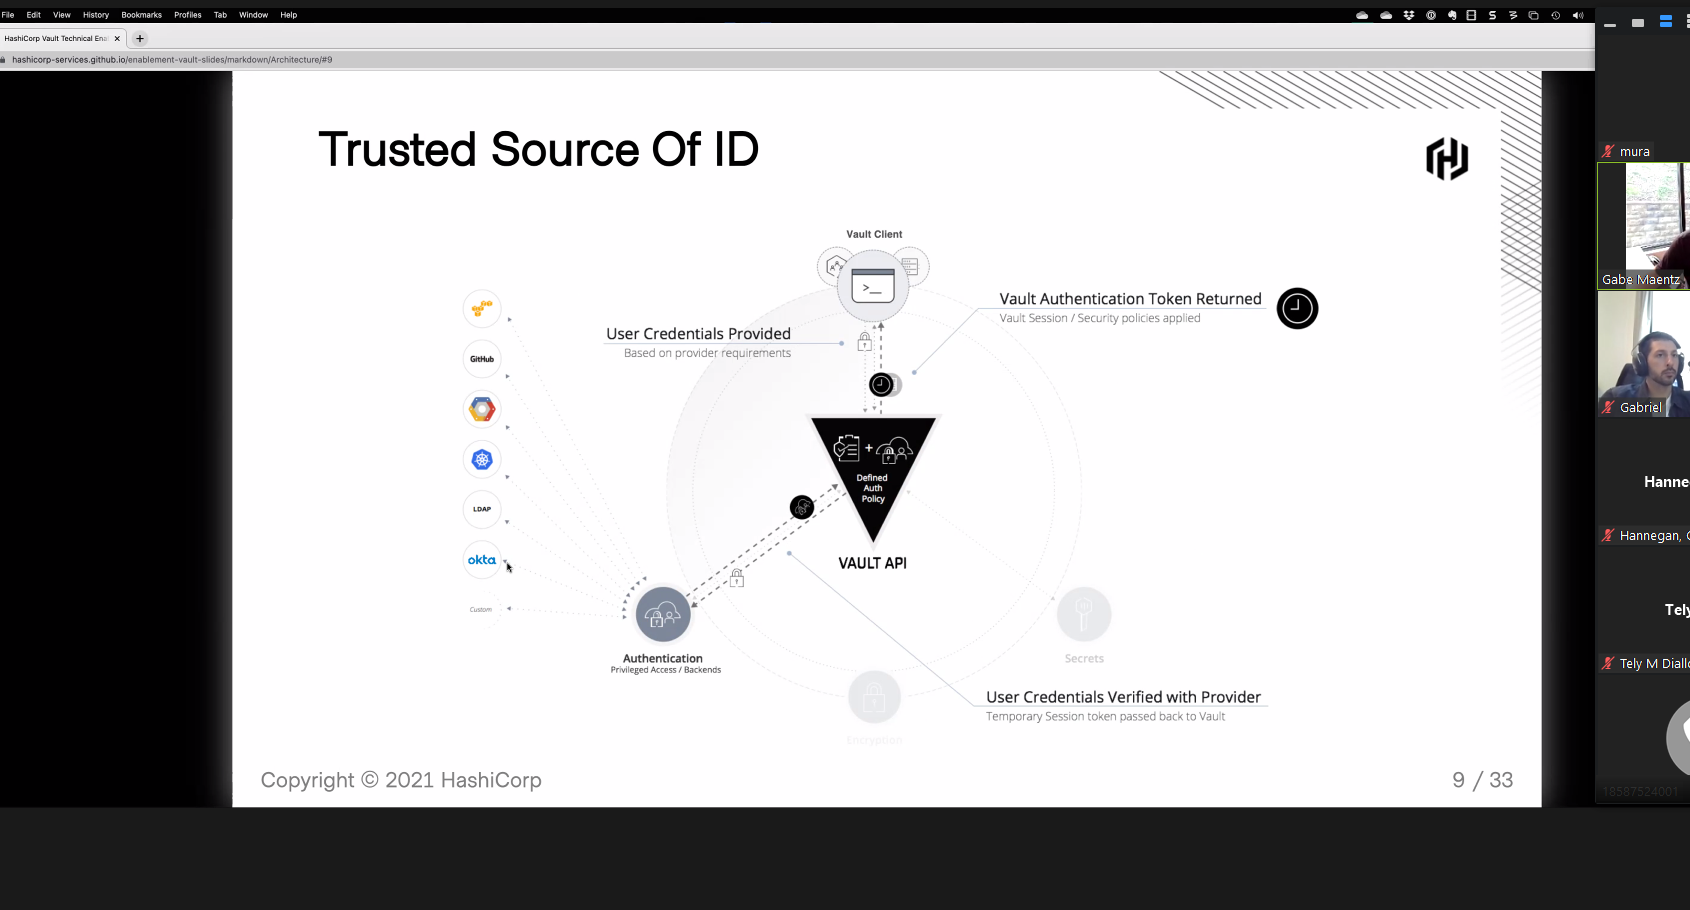 File Edit View History Bookmarks Profiles Tab Window Help
HashiCorp Vault Technical Ena
hashicorp-services.github.io/enablement-vault-slides/markdown/Architecture/#9
Trusted Source Of ID
Vault Client
User Credentials Provided
Based on provider requirements
Vault Authentication Token Returned
Vault Session / Security policies applied
GitHub
LDAP
okta
Custom
Defined
Auth
Policy
VAULT API
Authentication
Privileged Access / Backends
Secrets
Encryption
User Credentials Verified with Provider
Temporary Session token passed back to Vault
Copyright © 2021 HashiCorp
9 / 33
mura
Gabe Maentz
Gabriel
Hanne
Hannegan, C
Tely
Tely M Diallo
18587524001